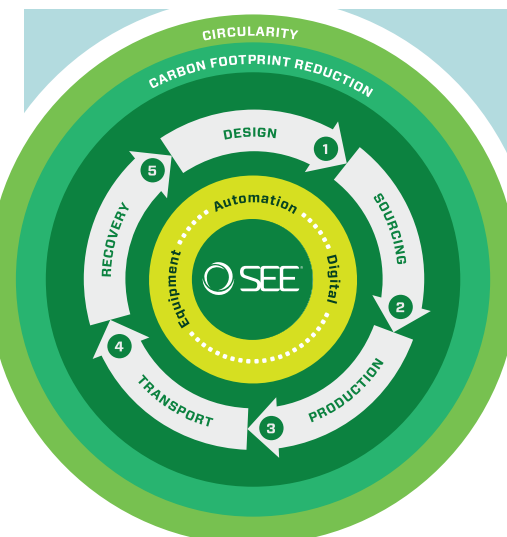 CIRCULARITY
CARBON FOOTPRINT REDUCTION
DESIGN
1
SOURCING
2
PRODUCTION
3
TRANSPORT
4
RECOVERY
5
Automation
Digital
Equipment
SEE